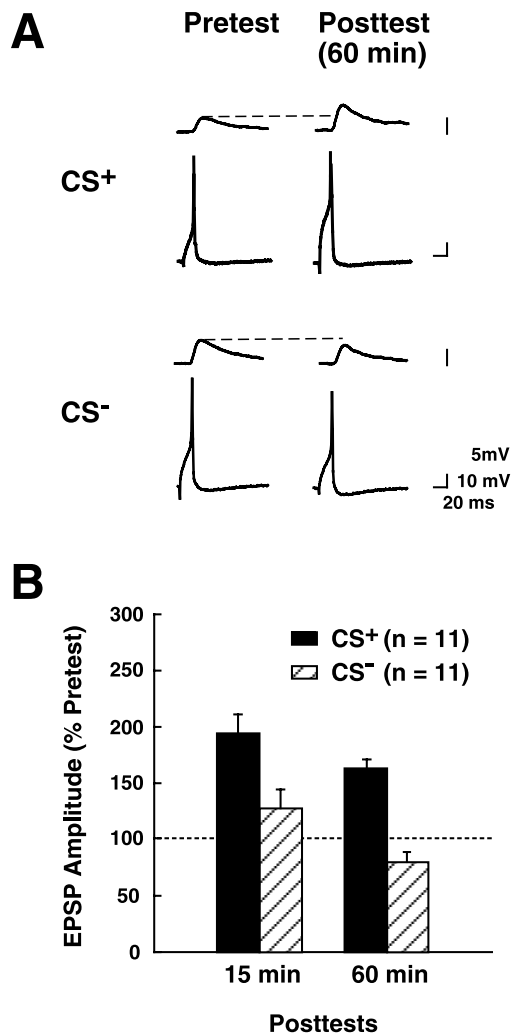 A
Pretest Posttest
(60 min)
CS+
CS-
5mV
10 mV
20 ms
B
EPSP Amplitude (% Pretest)
300
250
200
150
100
50
0
CS+ (n = 11)
CS- (n = 11)
15 min 60 min
Posttests